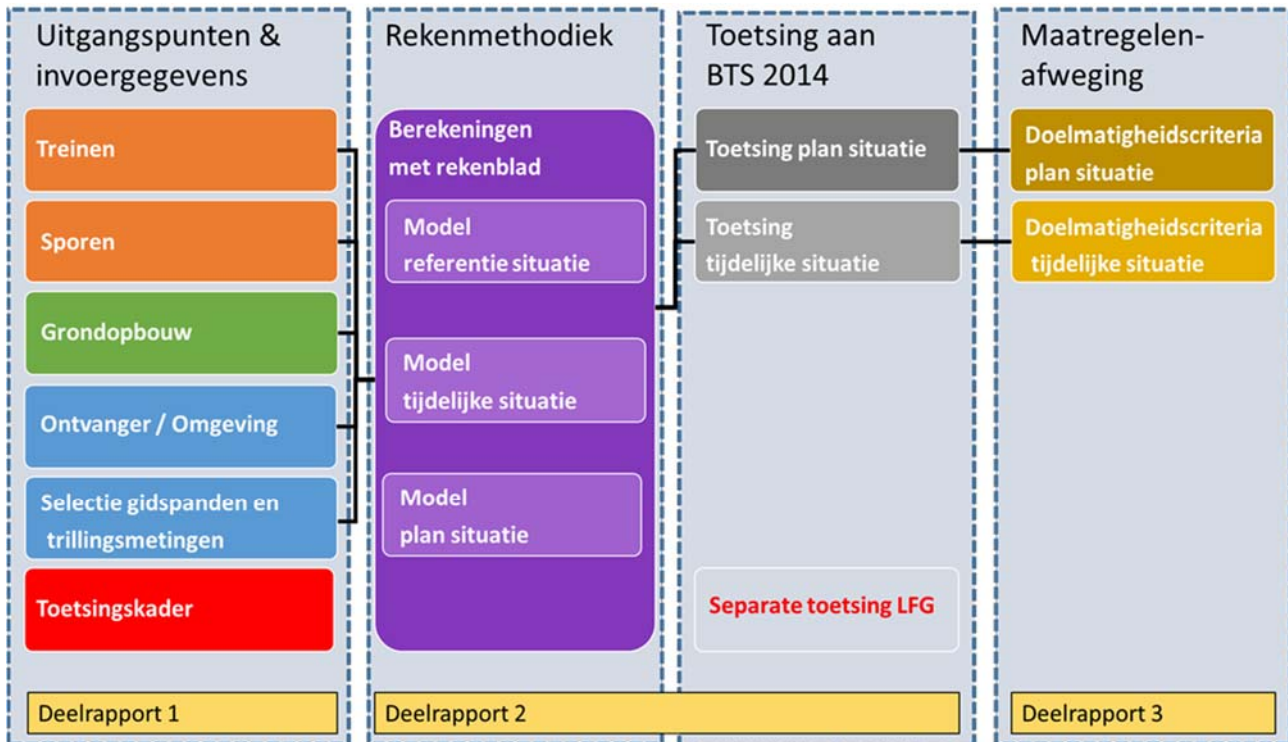 Uitgangspunten &
invoergegevens
Treinen
Sporen
Grondopbouw
Ontvanger / Omgeving
Selectie gidspanden en
trillingsmetingen
Toetsingskader
Deelrapport 1
Rekenmethodiek
Berekeningen
met rekenblad
Model
referentie situatie
Model
tijdelijke situatie
Model
plan situatie
Toetsing aan
BTS 2014
Toetsing plan situatie
Toetsing
tijdelijke situatie
Separate toetsing LFG
Deelrapport 2
Maatregelen-
afweging
Doelmatigheidscriteria
plan situatie
Doelmatigheidscriteria
tijdelijke situatie
Deelrapport 3